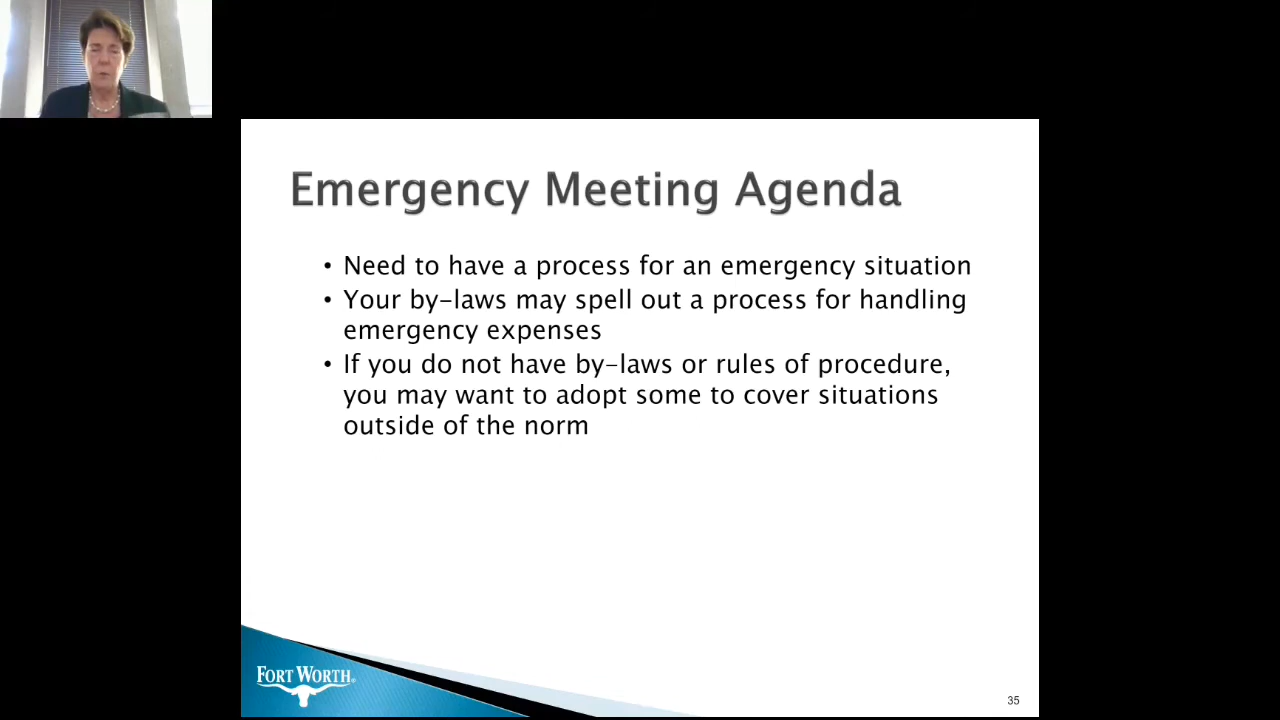 Emergency Meeting Agenda
• Need to have a process for an emergency situation
• Your by-laws may spell out a process for handling
emergency expenses
• If you do not have by-laws or rules of procedure,
you may want to adopt some to cover situations
outside of the norm
FORT WORTH®
35